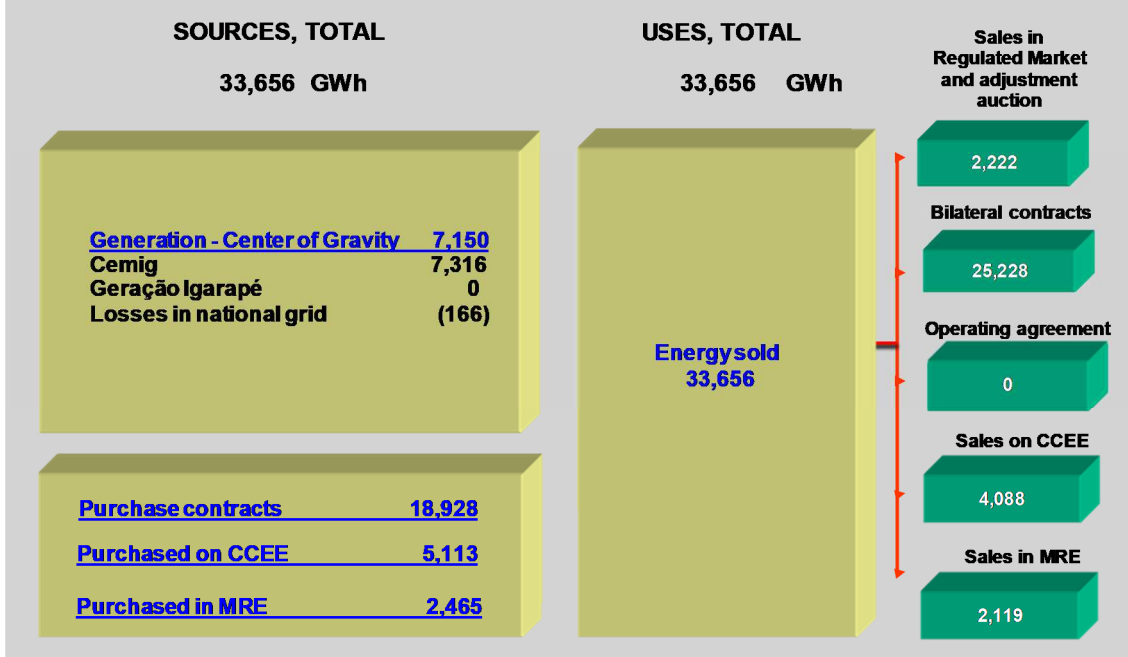 SOURCES, TOTAL
33,656 GWh
Generation - Center of Gravity 7,150
Cemig 7,316
Geração Igarapé 0
Losses in national grid (166)
Purchase contracts 18,928
Purchased on CCEE 5,113
Purchased in MRE 2,465
USES, TOTAL
33,656 GWh
Energy sold
33,656
Sales in
Regulated Market
and adjustment
auction
2,222
Bilateral contracts
25,228
Operating agreement
0
Sales on CCEE
4,088
Sales in MRE
2,119